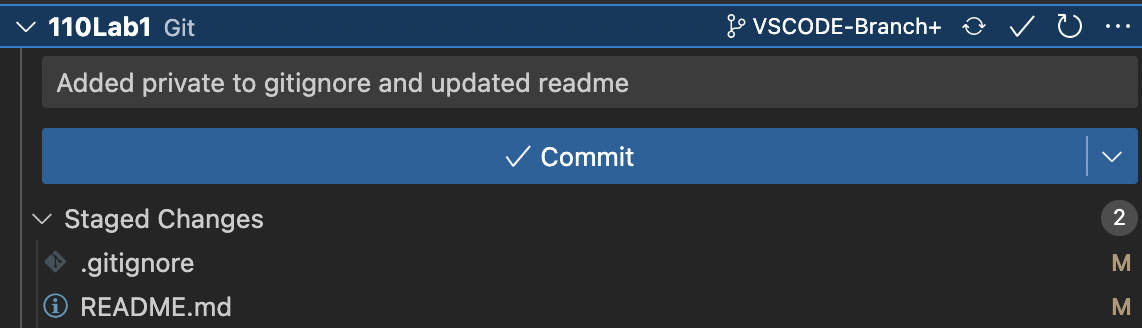 110Lab1 Git VSCODE-Branch+
Added private to gitignore and updated readme
Commit
Staged Changes 2
.gitignore M
README.md M